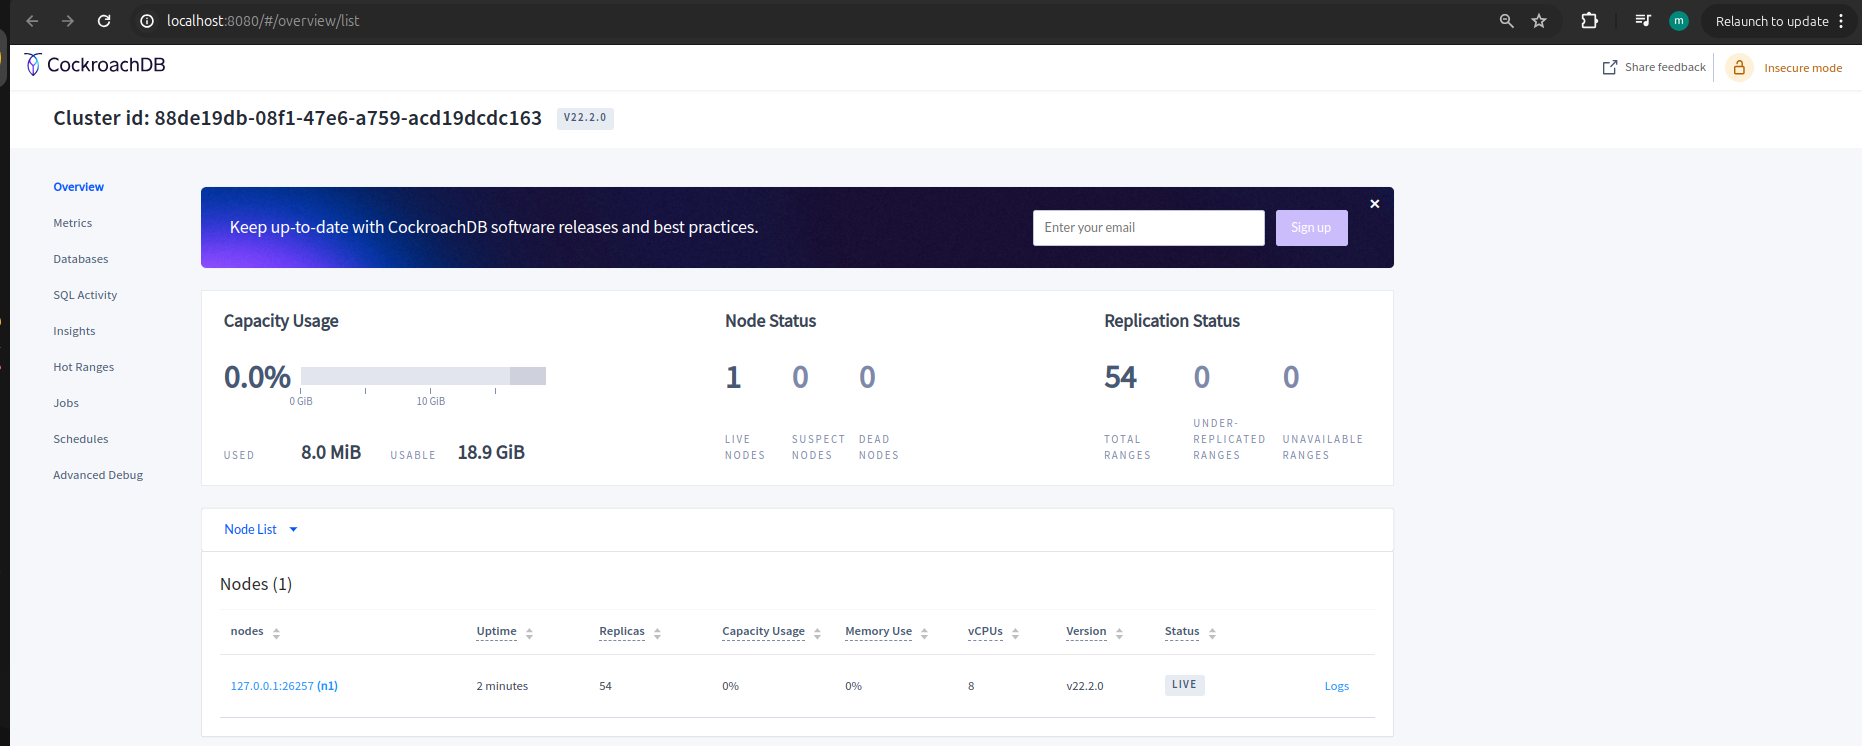 localhost:8080/#/overview/list
m
Relaunch to update
CockroachDB
Share feedback
Insecure mode
Cluster id: 88de19db-08f1-47e6-a759-acd19dcdc163
V22.2.0
Overview
Metrics
Databases
SQL Activity
Insights
Hot Ranges
Jobs
Schedules
Advanced Debug
Keep up-to-date with CockroachDB software releases and best practices.
Enter your email
Sign up
Capacity Usage
0.0%
0 GiB
10 GiB
USED
8.0 MiB
USABLE
18.9 GiB
Node Status
1
0
0
LIVE
NODES
SUSPECT
NODES
DEAD
NODES
Replication Status
54
0
0
TOTAL
RANGES
UNDER-
REPLICATED
RANGES
UNAVAILABLE
RANGES
Node List
Nodes (1)
nodes Uptime Replicas Capacity Usage Memory Use vCPUs Version Status
127.0.0.1:26257 (n1) 2 minutes 54 0% 0% 8 v22.2.0 LIVE Logs